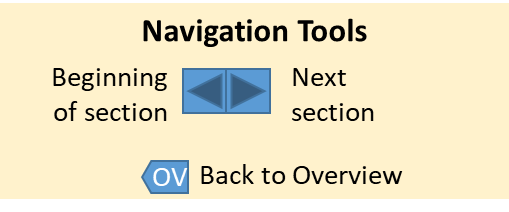 Navigation Tools
Beginning
of section
Next
section
OV Back to Overview